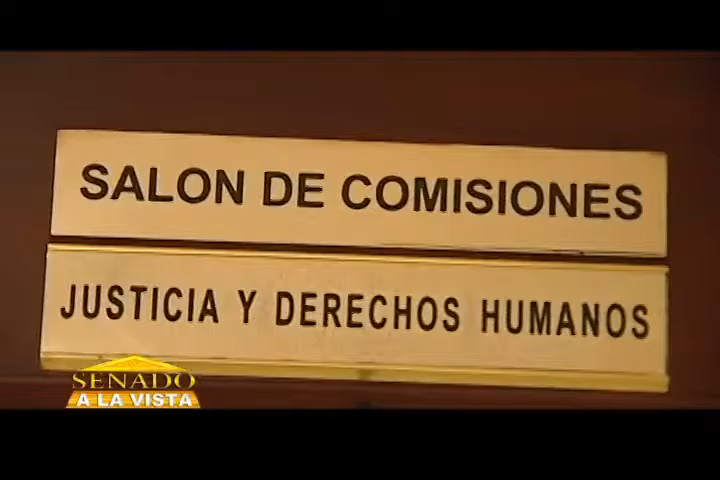 SALON DE COMISIONES
JUSTICIA Y DERECHOS HUMANOS
SENADO
A LA VISTA